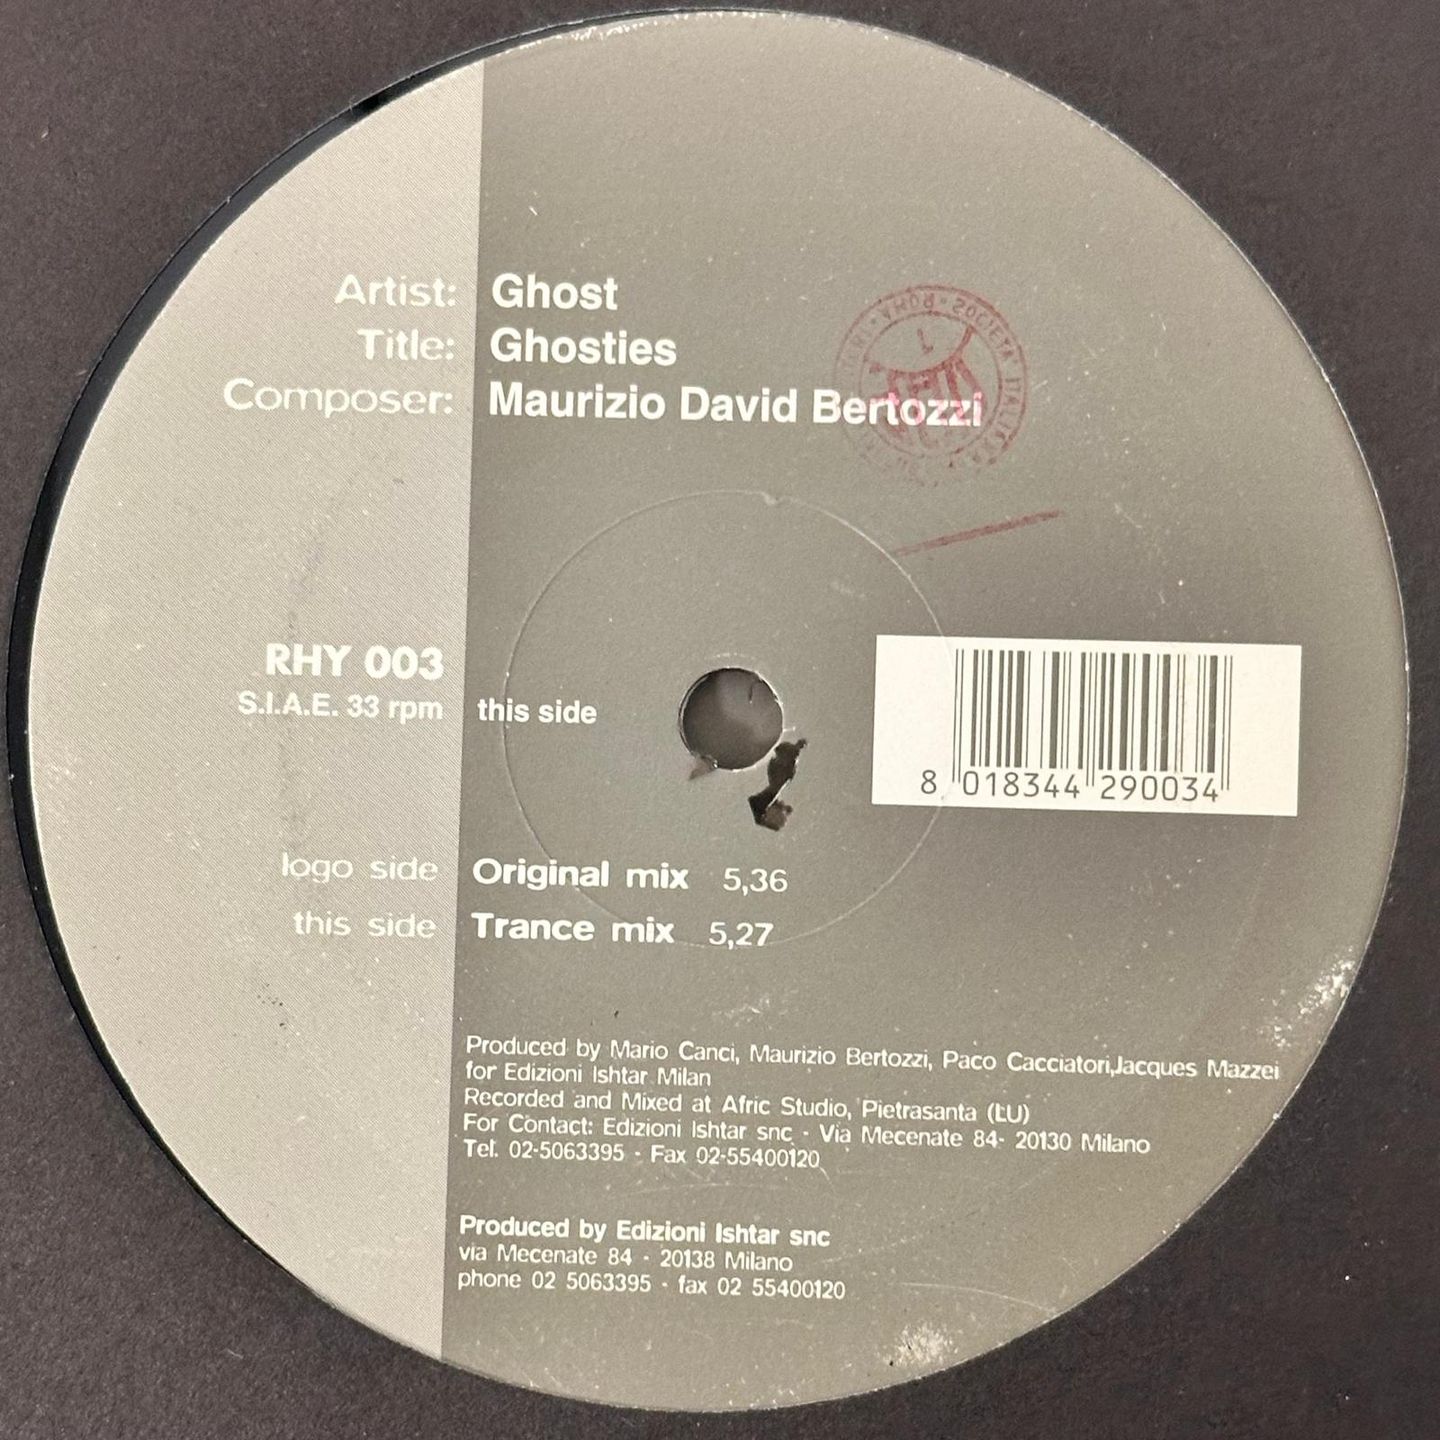 Artist: Ghost
Title: Ghosties
Composer: Maurizio David Bertozzi
ROMA • SOCIETA' ITALIANA
RHY 003
S.I.A.E. 33 rpm this side
8 018344 290034
logo side Original mix 5,36
this side Trance mix 5,27
Produced by Mario Canci, Maurizio Bertozzi, Paco Cacciatori,Jacques Mazzei
for Edizioni Ishtar Milan
Recorded and Mixed at Afric Studio, Pietrasanta (LU)
For Contact: Edizioni Ishtar snc - Via Mecenate 84- 20130 Milano
Tel. 02-5063395 - Fax 02-55400120
Produced by Edizioni Ishtar snc
via Mecenate 84 - 20138 Milano
phone 02 5063395 - fax 02 55400120